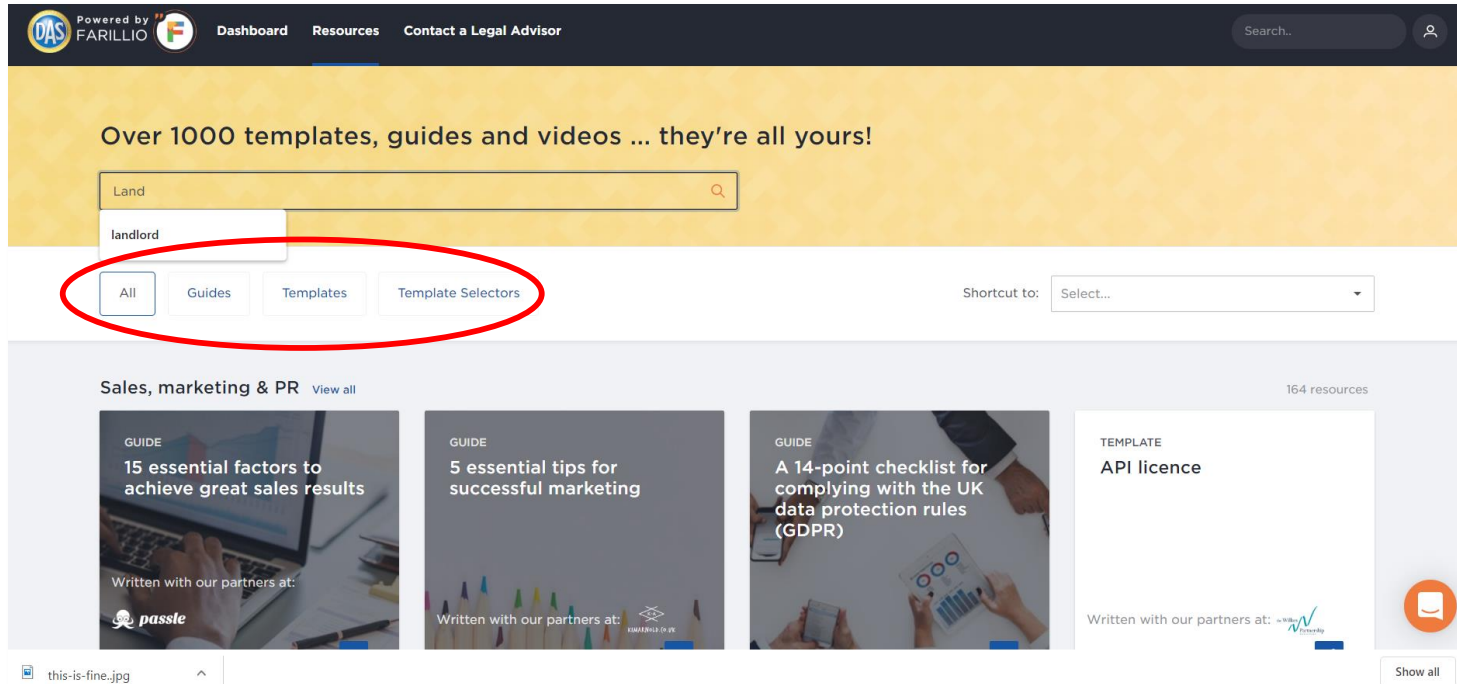 DAS
Powered by
FARILLIO
F
Dashboard Resources Contact a Legal Advisor
Search..
Over 1000 templates, guides and videos ... they're all yours!
Land
landlord
All Guides Templates Template Selectors
Shortcut to: Select...
Sales, marketing & PR View all
164 resources
GUIDE
15 essential factors to
achieve great sales results
Written with our partners at:
passle
GUIDE
5 essential tips for
successful marketing
Written with our partners at:
GUIDE
A 14-point checklist for
complying with the UK
data protection rules
(GDPR)
TEMPLATE
API licence
Written with our partners at:
this-is-fine..jpg
Show all